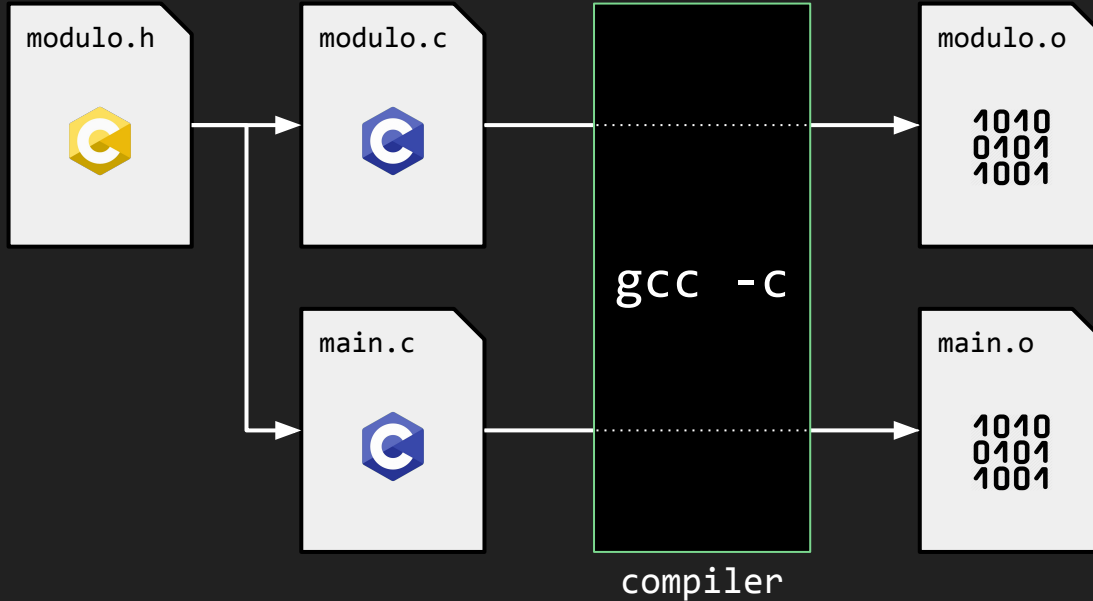 modulo.h
modulo.c
modulo.o
1010
0101
1001
gcc -c
main.c
main.o
1010
0101
1001
compiler